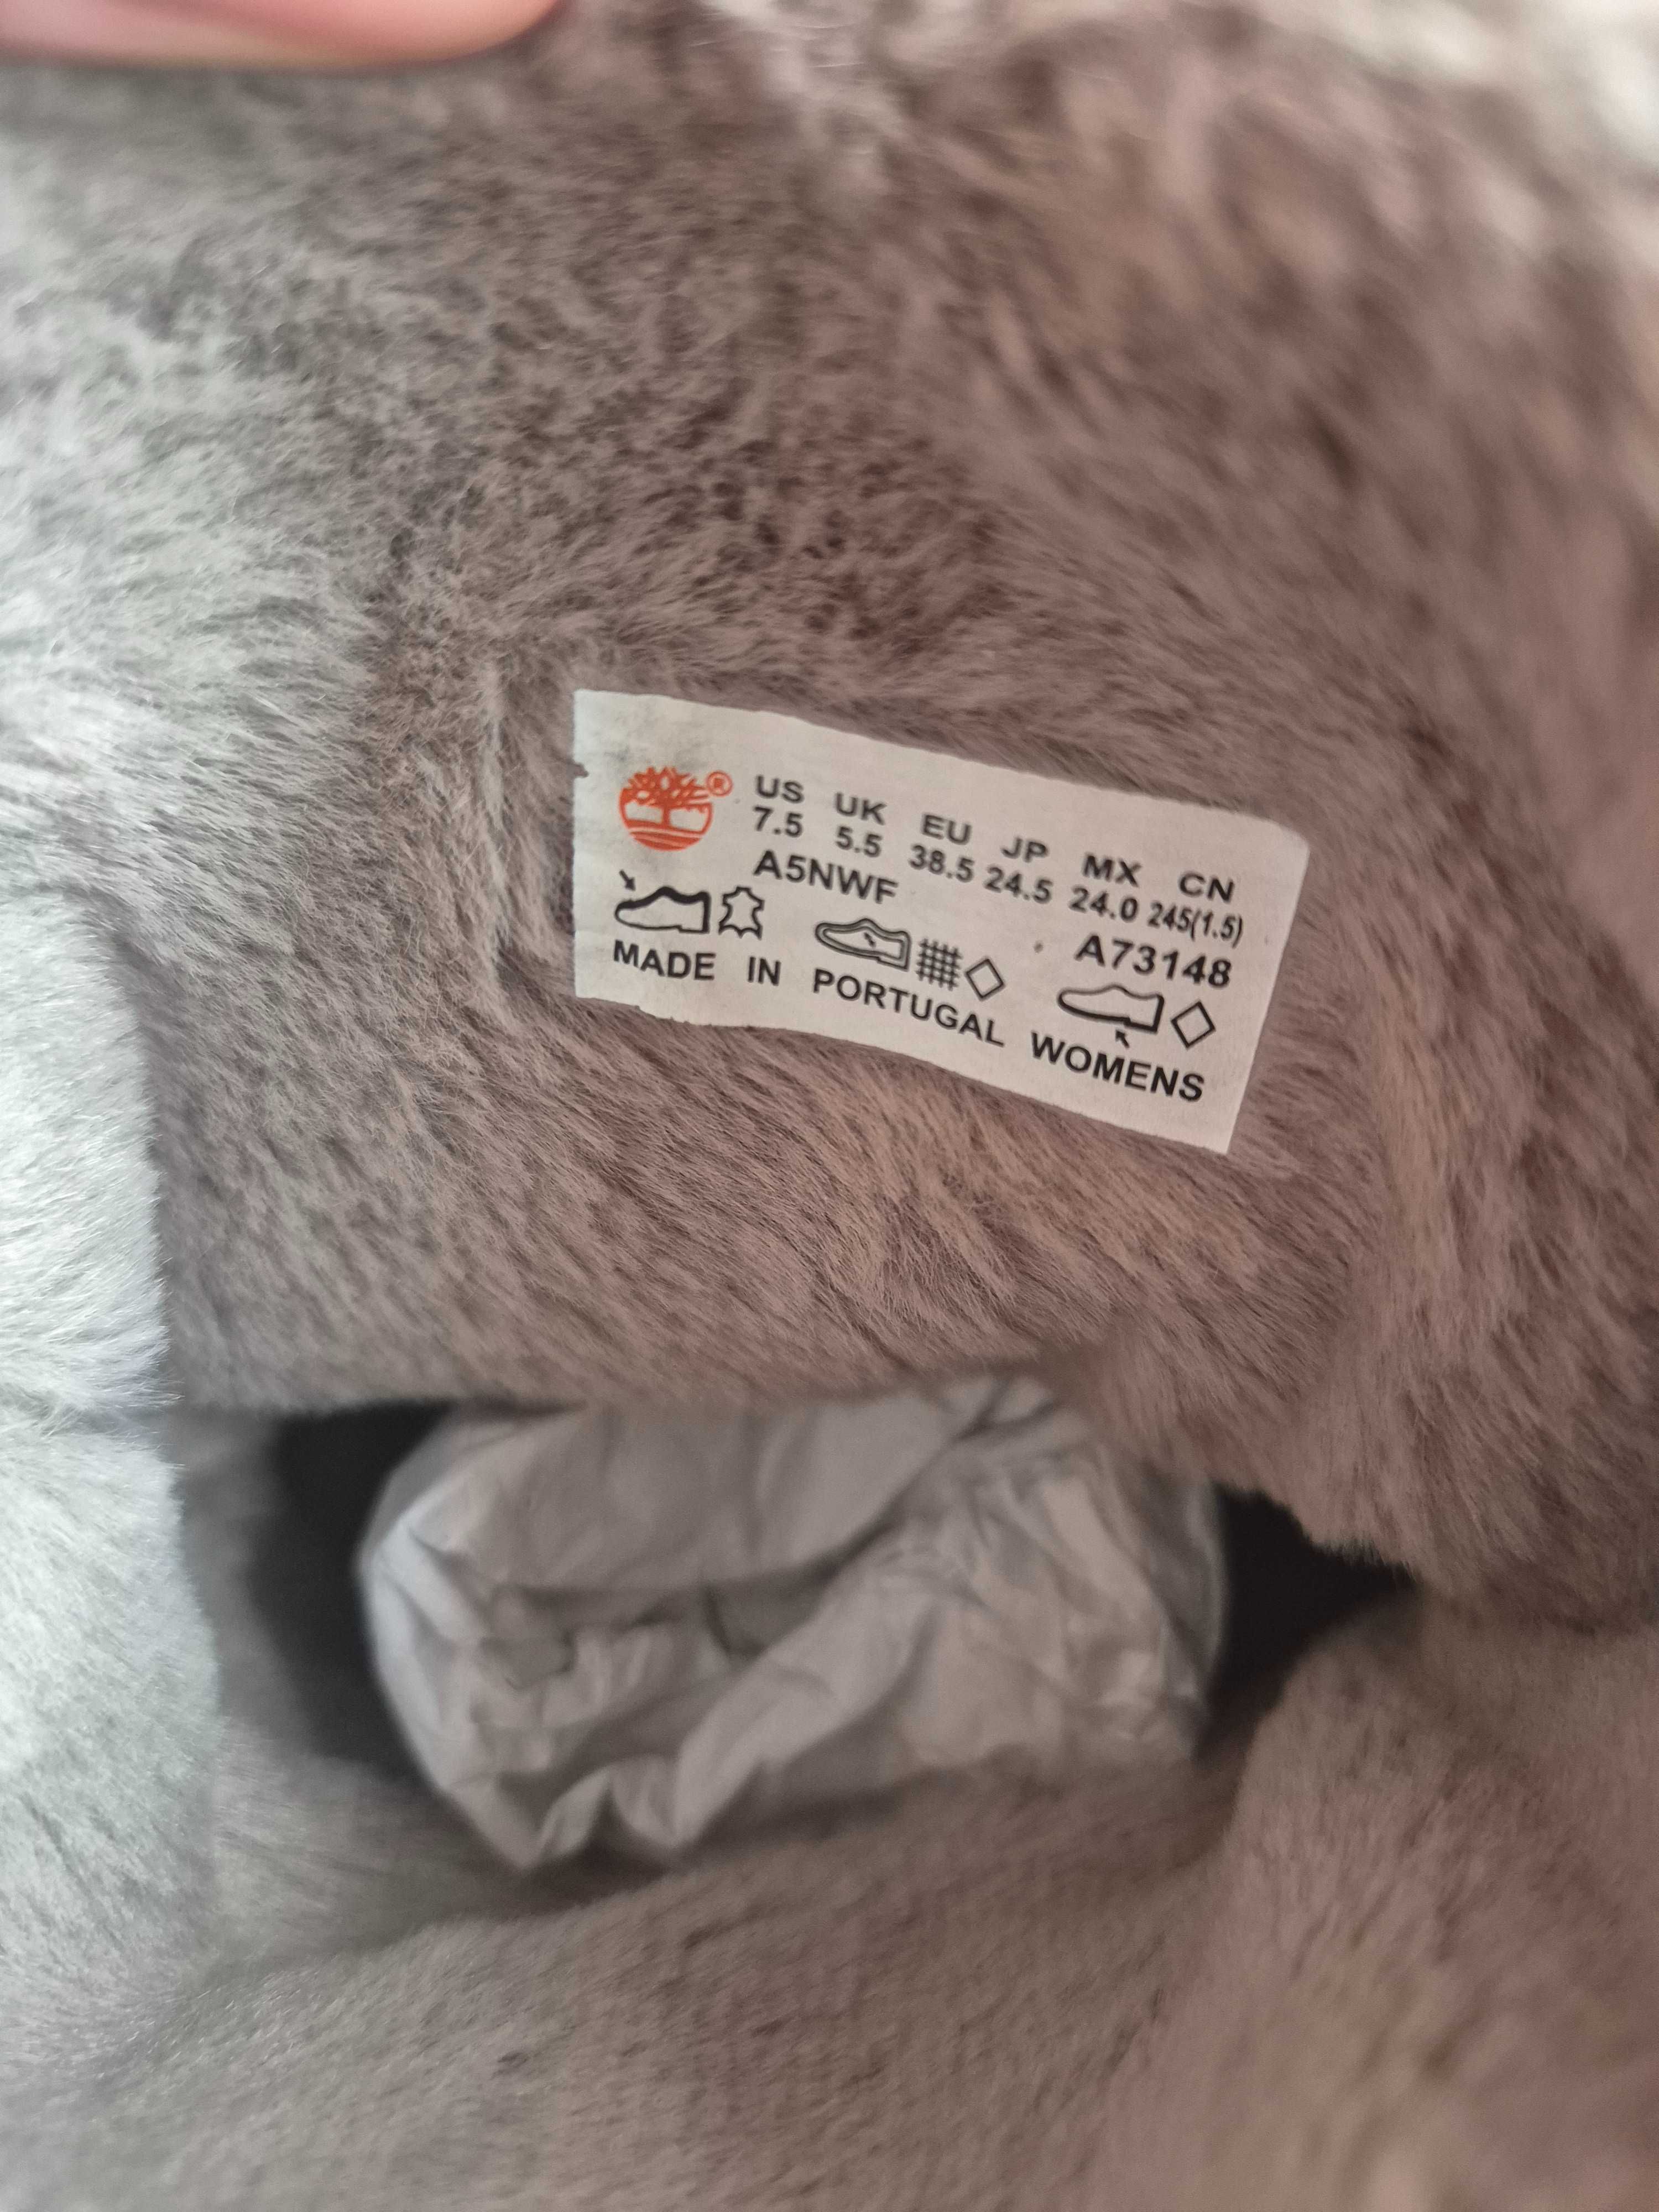 ®
US UK EU JP MX CN
7.5 5.5 38.5 24.5 24.0 245(1.5)
A5NWF A73148
MADE IN PORTUGAL WOMENS